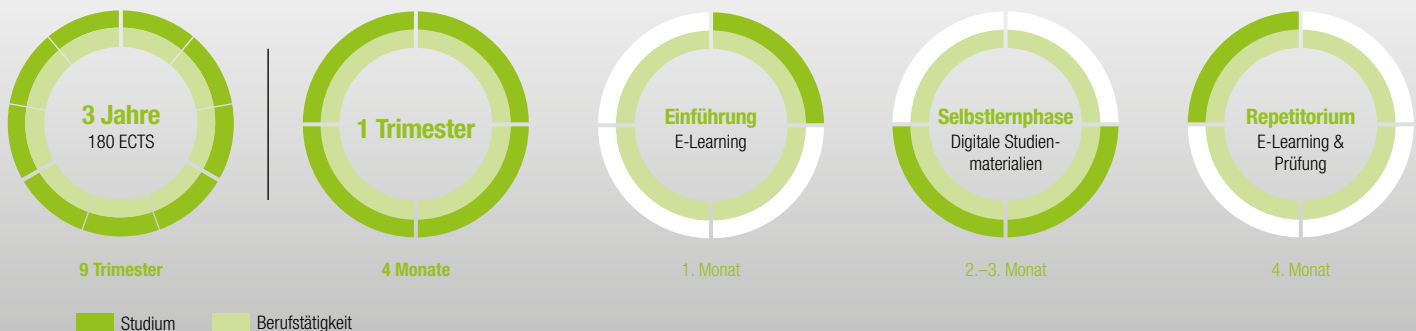 3 Jahre
180 ECTS
9 Trimester
1 Trimester
4 Monate
Einführung
E-Learning
1. Monat
Selbstlernphase
Digitale Studien-
materialien
2.–3. Monat
Repetitorium
E-Learning &
Prüfung
4. Monat
Studium
Berufstätigkeit